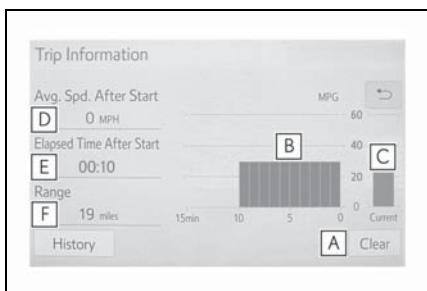 Trip Information
Avg. Spd. After Start
MPG
D
0 MPH
60
Elapsed Time After Start
B
40
C
E
00:10
20
Range
F
19 miles
0
15min
10
5
0
Current
History
A
Clear